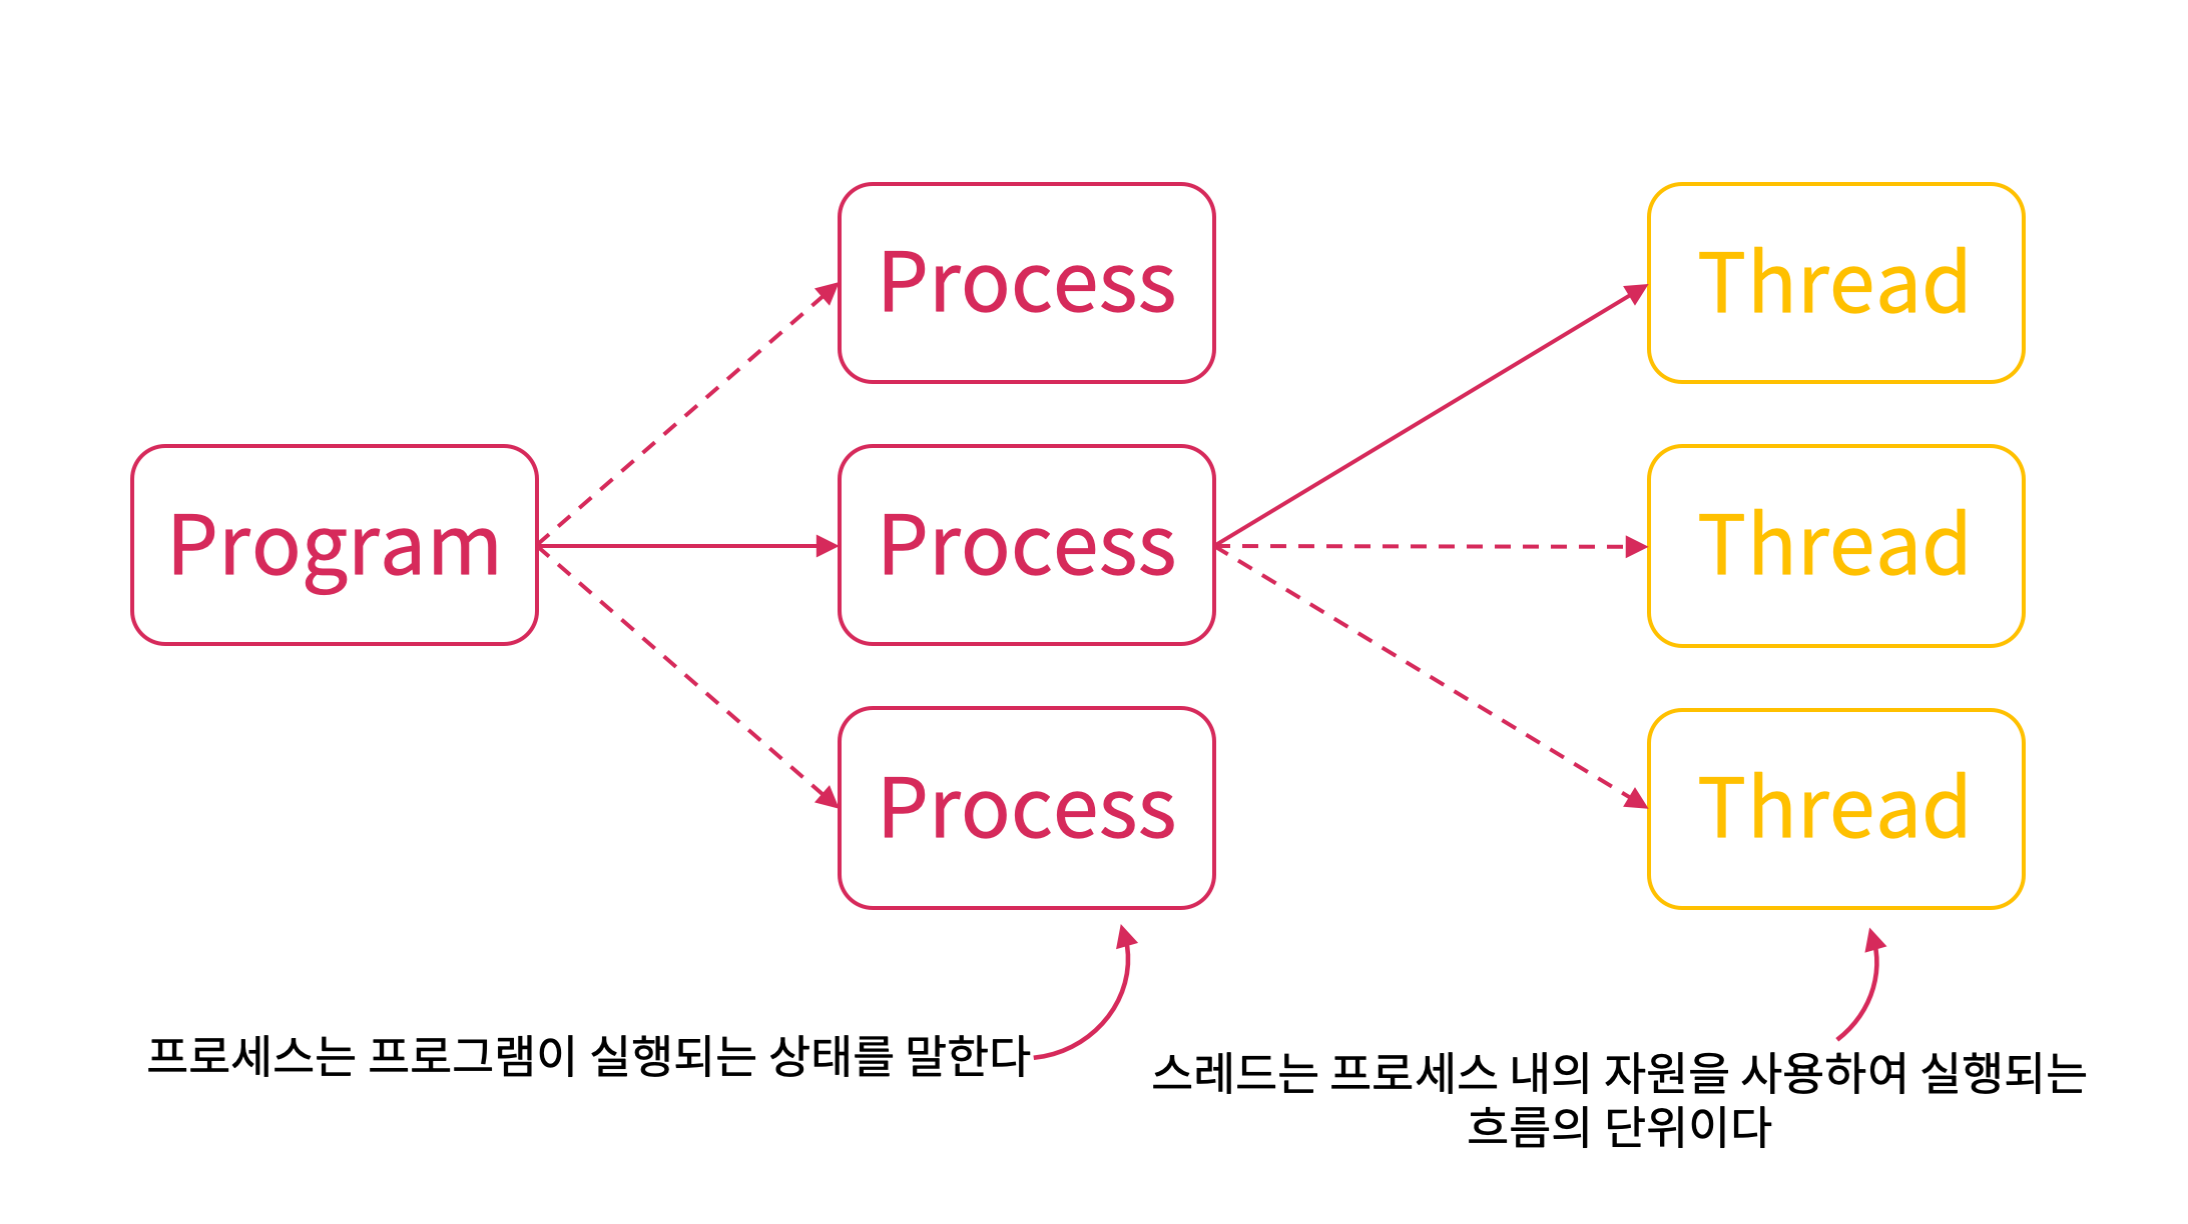 Process
Thread
Program
Process
Thread
Process
Thread
프로세스는 프로그램이 실행되는 상태를 말한다
스레드는 프로세스 내의 자원을 사용하여 실행되는
흐름의 단위이다